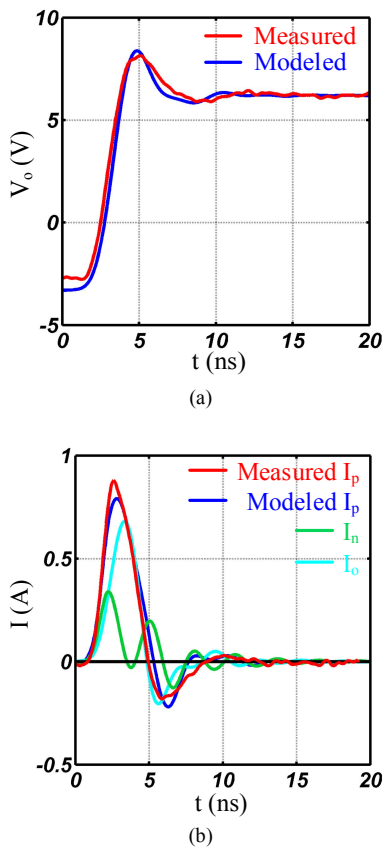 10
Measured
Modeled
5
V_o (V)
0
-5
0 5 10 15 20
t (ns)
(a)
1
Measured I_p
Modeled I_p
I_n
I_o
0.5
I (A)
0
-0.5
0 5 10 15 20
t (ns)
(b)